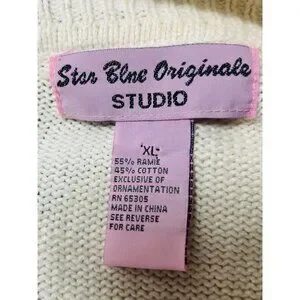 Star Blue Originals
STUDIO
XL
55% RAMIE
45% COTTON
EXCLUSIVE OF
ORNAMENTATION
RN 65305
MADE IN CHINA
SEE REVERSE
FOR CARE